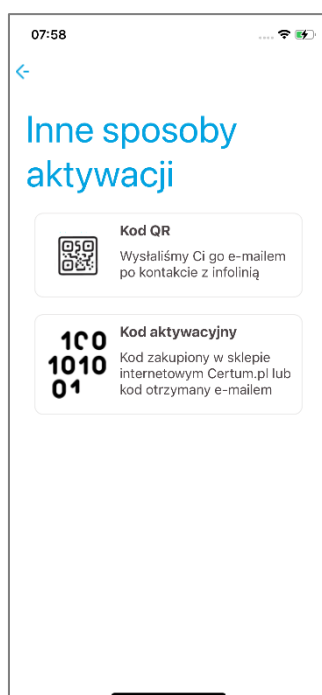 07:58
Inne sposoby
aktywacji
Kod QR
Wysłaliśmy Ci go e-mailem
po kontakcie z infolinią
100
1010
01
Kod aktywacyjny
Kod zakupiony w sklepie
internetowym Certum.pl lub
kod otrzymany e-mailem